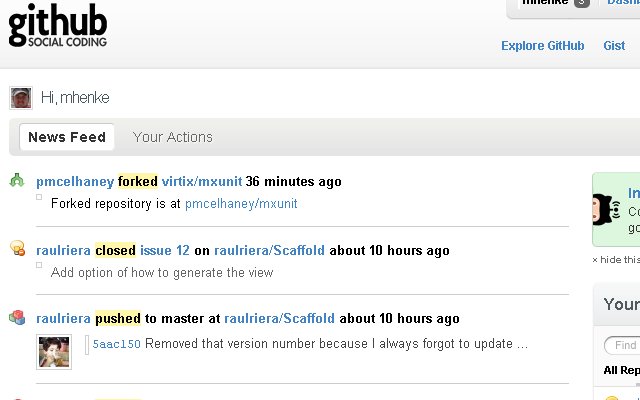 github
SOCIAL CODING
mhenke 3 Dashb
Explore GitHub Gist
Hi, mhenke
News Feed Your Actions
pmcelhaney forked virtix/mxunit 36 minutes ago
Forked repository is at pmcelhaney/mxunit
In
Co
go
raulriera closed issue 12 on raulriera/Scaffold about 10 hours ago
Add option of how to generate the view
× hide this
Your
raulriera pushed to master at raulriera/Scaffold about 10 hours ago
5aac150 Removed that version number because I always forgot to update ...
Find
All Rep